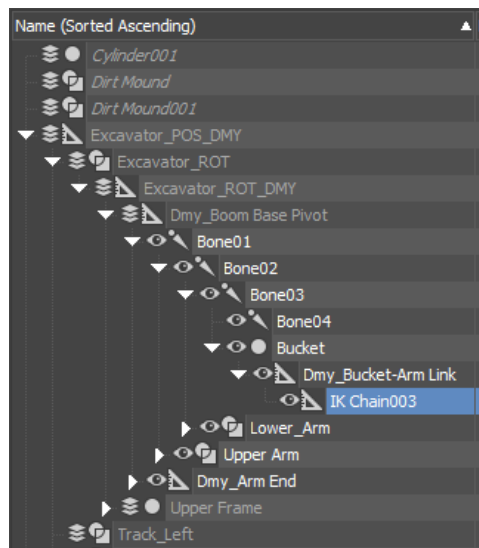 Name (Sorted Ascending)
Cylinder001
Dirt Mound
Dirt Mound001
Excavator_POS_DMY
Excavator_ROT
Excavator_ROT_DMY
Dmy_Boom Base Pivot
Bone01
Bone02
Bone03
Bone04
Bucket
Dmy_Bucket-Arm Link
IK Chain003
Lower_Arm
Upper Arm
Dmy_Arm End
Upper Frame
Track_Left